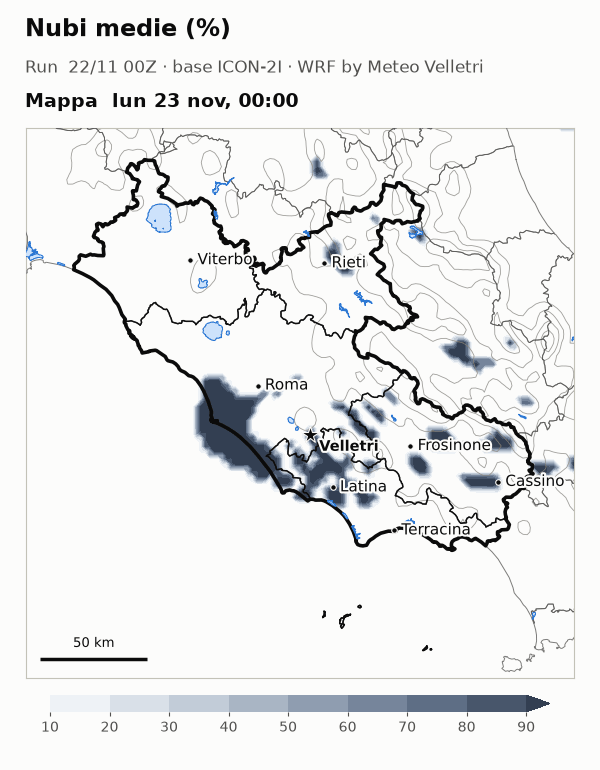 Nubi medie (%)
Run 22/11 00Z · base ICON-2I · WRF by Meteo Velletri
Mappa lun 23 nov, 00:00
Viterbo
Rieti
Roma
Velletri
Frosinone
Latina
Cassino
Terracina
50 km
10 20 30 40 50 60 70 80 90